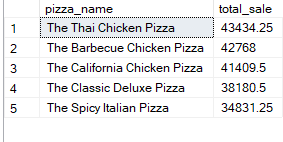 pizza_name total_sale
1 The Thai Chicken Pizza 43434.25
2 The Barbecue Chicken Pizza 42768
3 The California Chicken Pizza 41409.5
4 The Classic Deluxe Pizza 38180.5
5 The Spicy Italian Pizza 34831.25